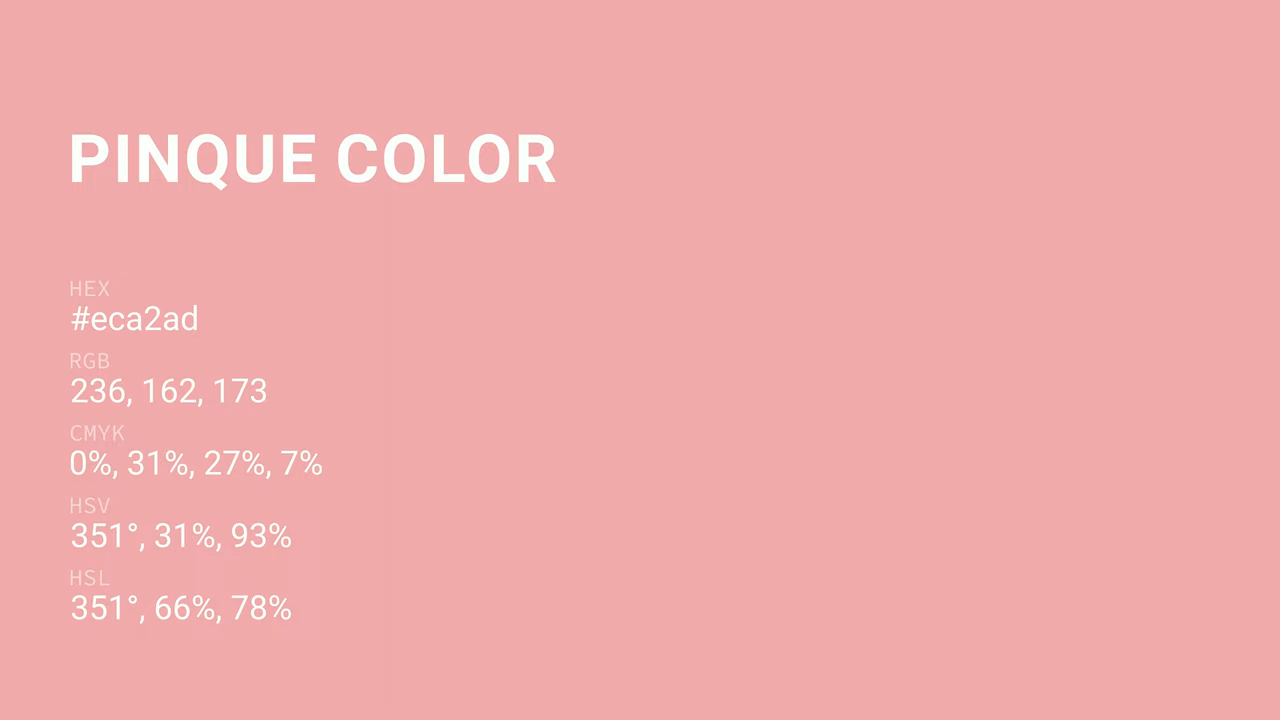 PINQUE COLOR
HEX
#eca2ad
RGB
236, 162, 173
CMYK
0%, 31%, 27%, 7%
HSV
351°, 31%, 93%
HSL
351°, 66%, 78%